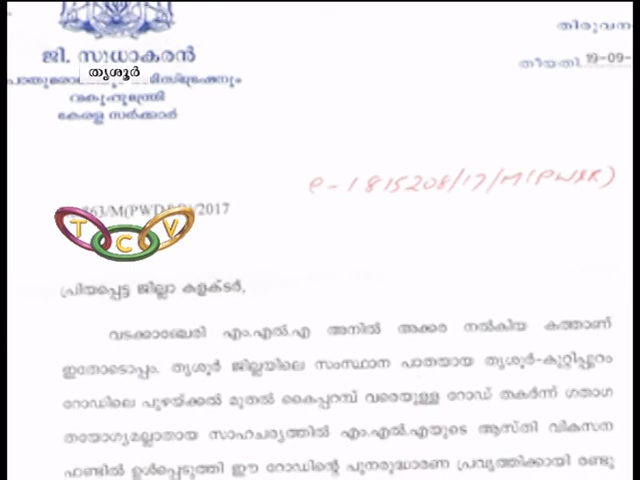 തിരുവന
ജി. സുധാകരൻ
തീയതി 19-09-
തൃശൂർ
വകുപ്പുമന്ത്രി
കേരള സർക്കാർ
e-1815208/17/M(PW&R)
/M(PWD /2017
T C V
പ്രിയപ്പെട്ട ജില്ലാ കളക്ടർ,
വടക്കാഞ്ചേരി എം.എൽ.എ അനിൽ അക്കര നൽകിയ കത്താണ്
ഇതോടൊപ്പം. തൃശൂർ ജില്ലയിലെ സംസ്ഥാന പാതയായ തൃശൂർ-കുറ്റിപ്പുറം
റോഡിലെ പുഴയ്ക്കൽ മുതൽ കൈപ്പറമ്പ് വരെയുള്ള റോഡ് തകർന്ന് ഗതാഗ
തയോഗ്യമല്ലാതായ സാഹചര്യത്തിൽ എം.എൽ.എയുടെ ആസ്തി വികസന
ഫണ്ടിൽ ഉൾപ്പെടുത്തി ഈ റോഡിന്റെ പുനരുദ്ധാരണ പ്രവൃത്തിക്കായി രണ്ടു